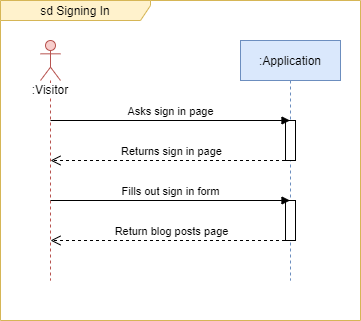 sd Signing In
:Visitor
:Application
Asks sign in page
Returns sign in page
Fills out sign in form
Return blog posts page